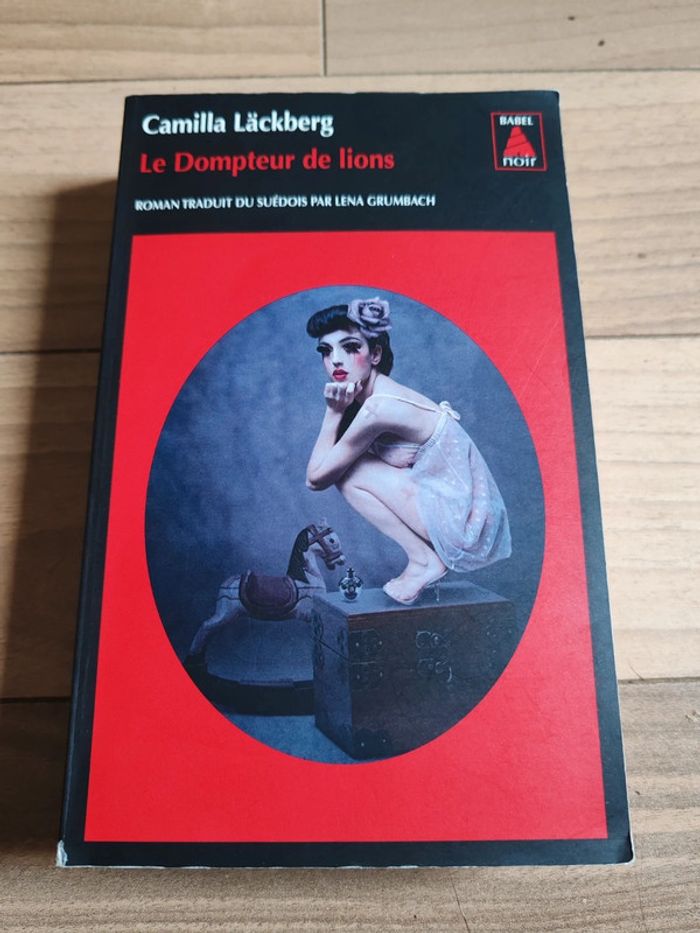 Camilla Läckberg
Le Dompteur de lions
ROMAN TRADUIT DU SUÉDOIS PAR LENA GRUMBACH
BABEL
noir